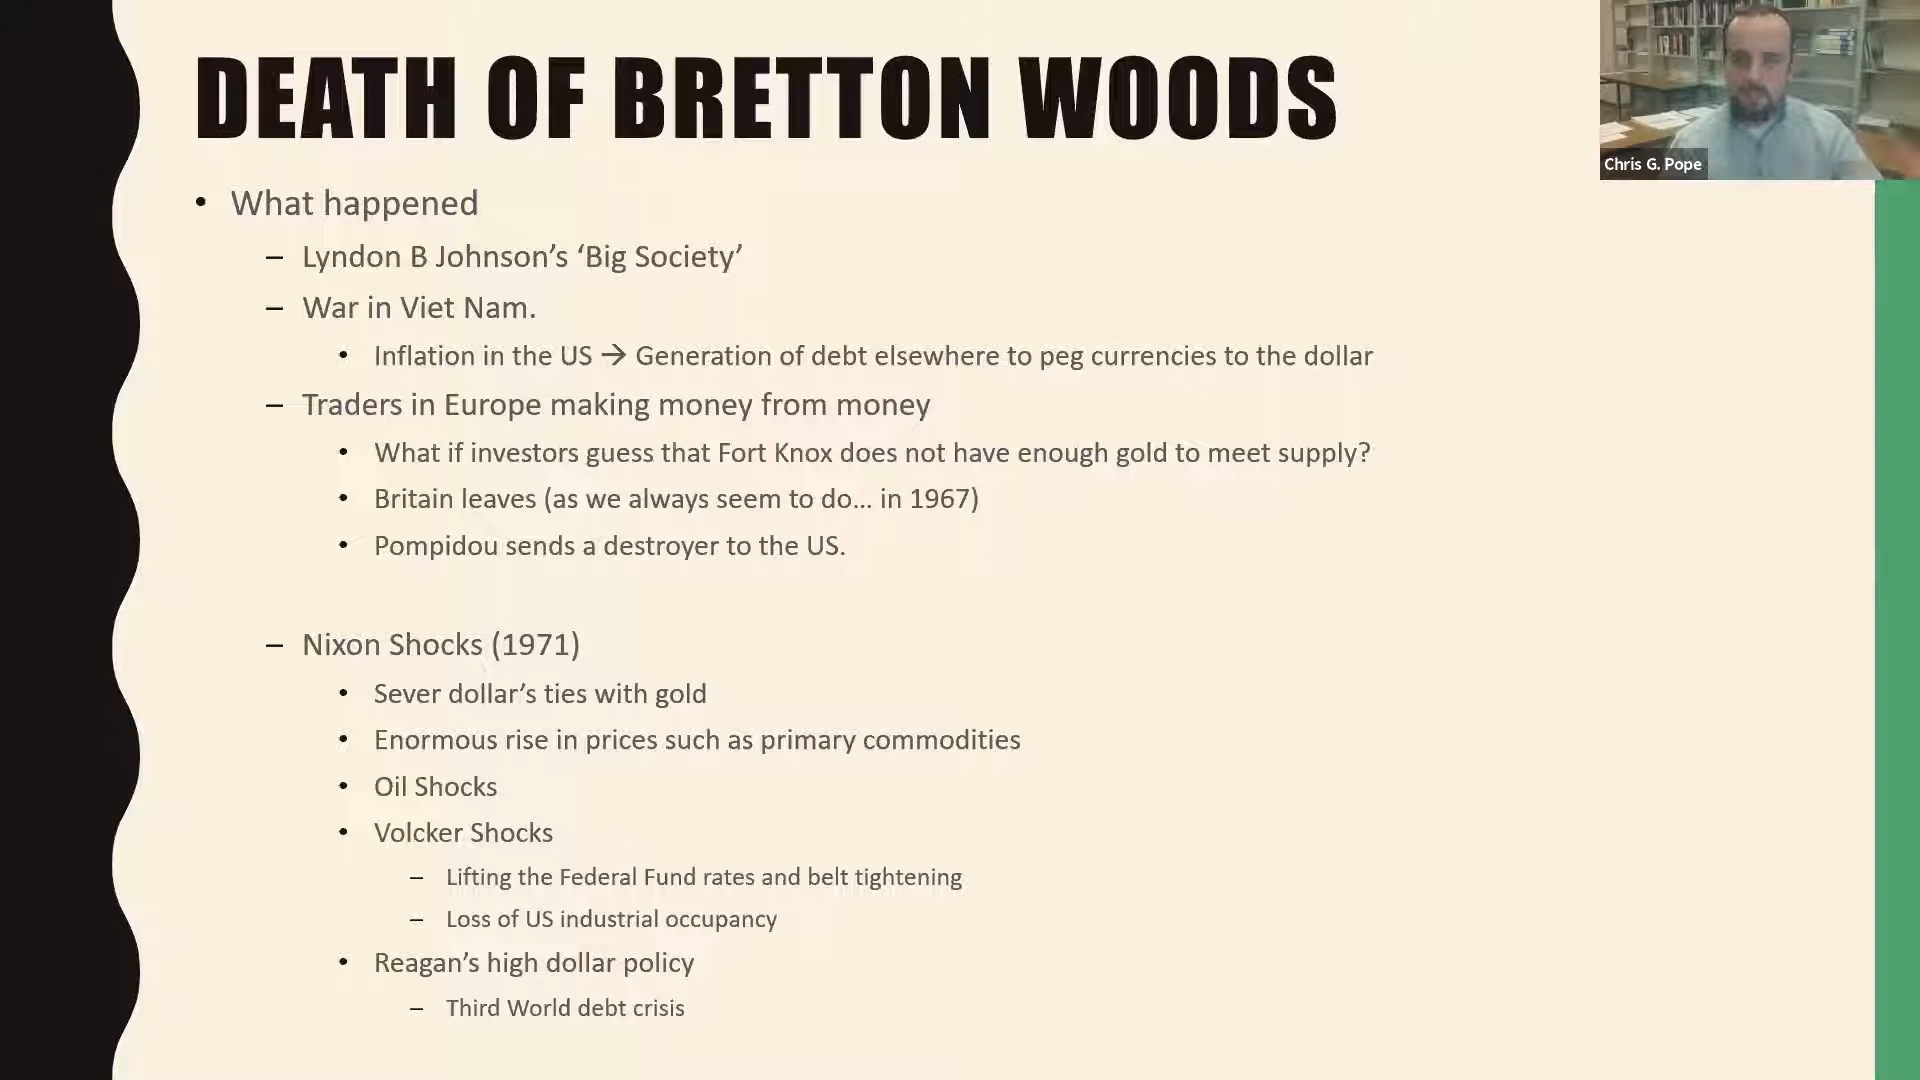 DEATH OF BRETTON WOODS
Chris G. Pope
• What happened
– Lyndon B Johnson’s ‘Big Society’
– War in Viet Nam.
• Inflation in the US → Generation of debt elsewhere to peg currencies to the dollar
– Traders in Europe making money from money
• What if investors guess that Fort Knox does not have enough gold to meet supply?
• Britain leaves (as we always seem to do… in 1967)
• Pompidou sends a destroyer to the US.
– Nixon Shocks (1971)
• Sever dollar’s ties with gold
• Enormous rise in prices such as primary commodities
• Oil Shocks
• Volcker Shocks
– Lifting the Federal Fund rates and belt tightening
– Loss of US industrial occupancy
• Reagan’s high dollar policy
– Third World debt crisis